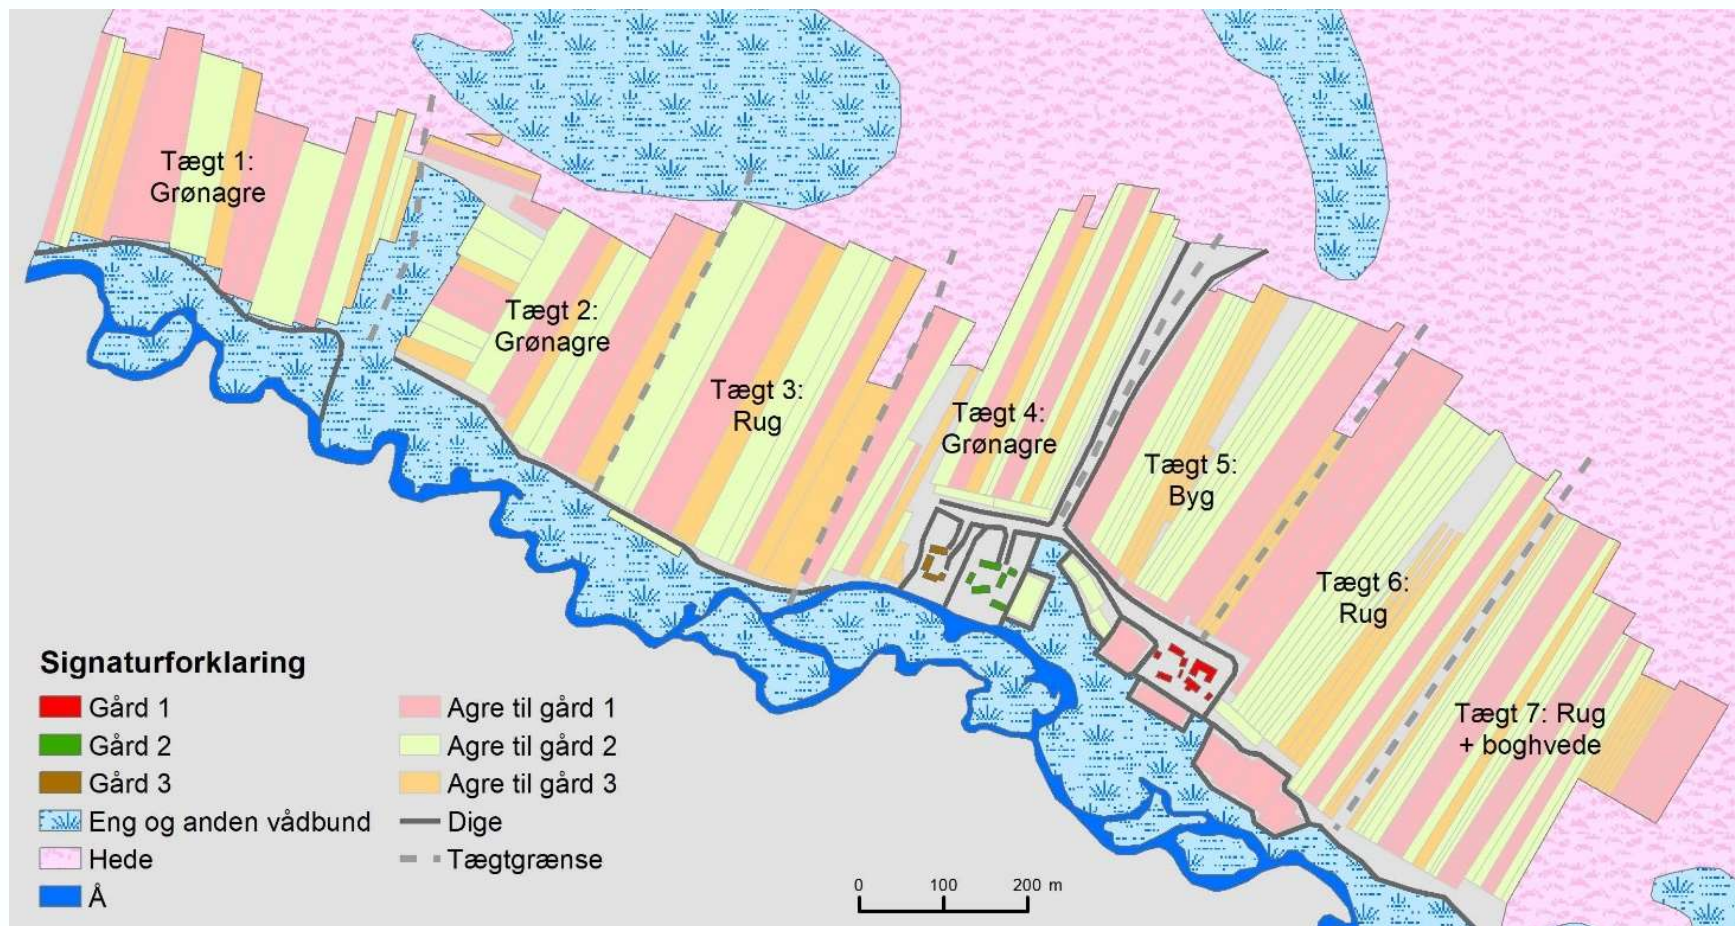 Tægt 1:
Grønagre
Tægt 2:
Grønagre
Tægt 3:
Rug
Tægt 4:
Grønagre
Tægt 5:
Byg
Tægt 6:
Rug
Tægt 7: Rug
+ boghvede
Signaturforklaring
Gård 1
Gård 2
Gård 3
Eng og anden vådbund
Hede
Å
Agre til gård 1
Agre til gård 2
Agre til gård 3
Dige
Tægtgrænse
0 100 200 m